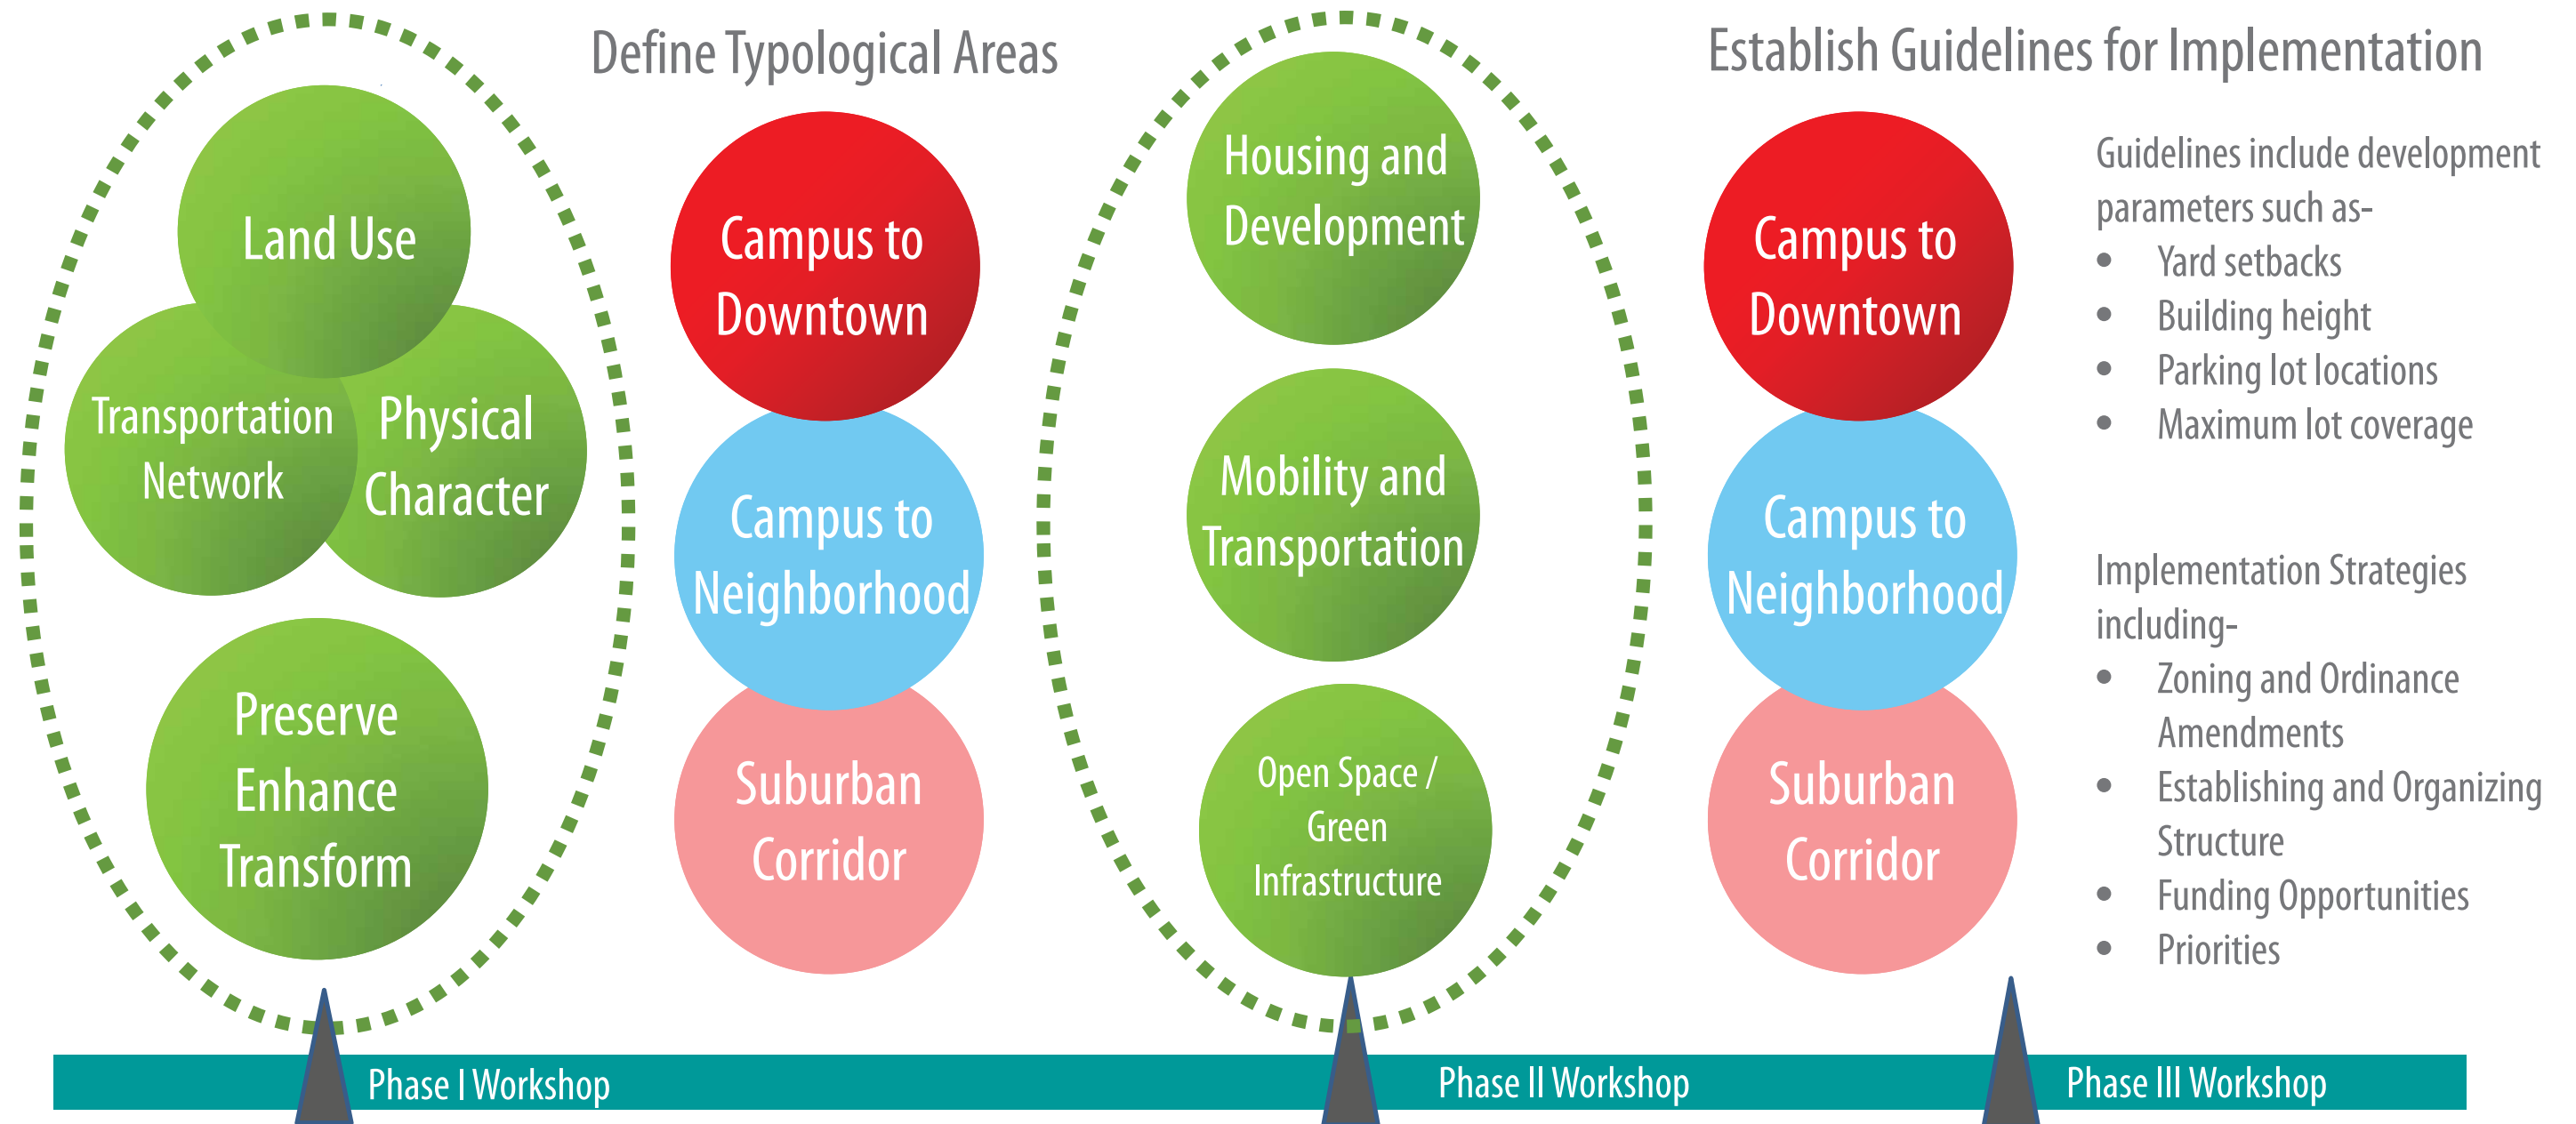 Define Typological Areas
Establish Guidelines for Implementation
Land Use
Transportation
Network
Physical
Character
Preserve
Enhance
Transform
Campus to
Downtown
Campus to
Neighborhood
Suburban
Corridor
Housing and
Development
Mobility and
Transportation
Open Space /
Green
Infrastructure
Campus to
Downtown
Campus to
Neighborhood
Suburban
Corridor
Guidelines include development
parameters such as-
• Yard setbacks
• Building height
• Parking lot locations
• Maximum lot coverage
Implementation Strategies
including-
• Zoning and Ordinance
Amendments
• Establishing and Organizing
Structure
• Funding Opportunities
• Priorities
Phase I Workshop
Phase II Workshop
Phase III Workshop